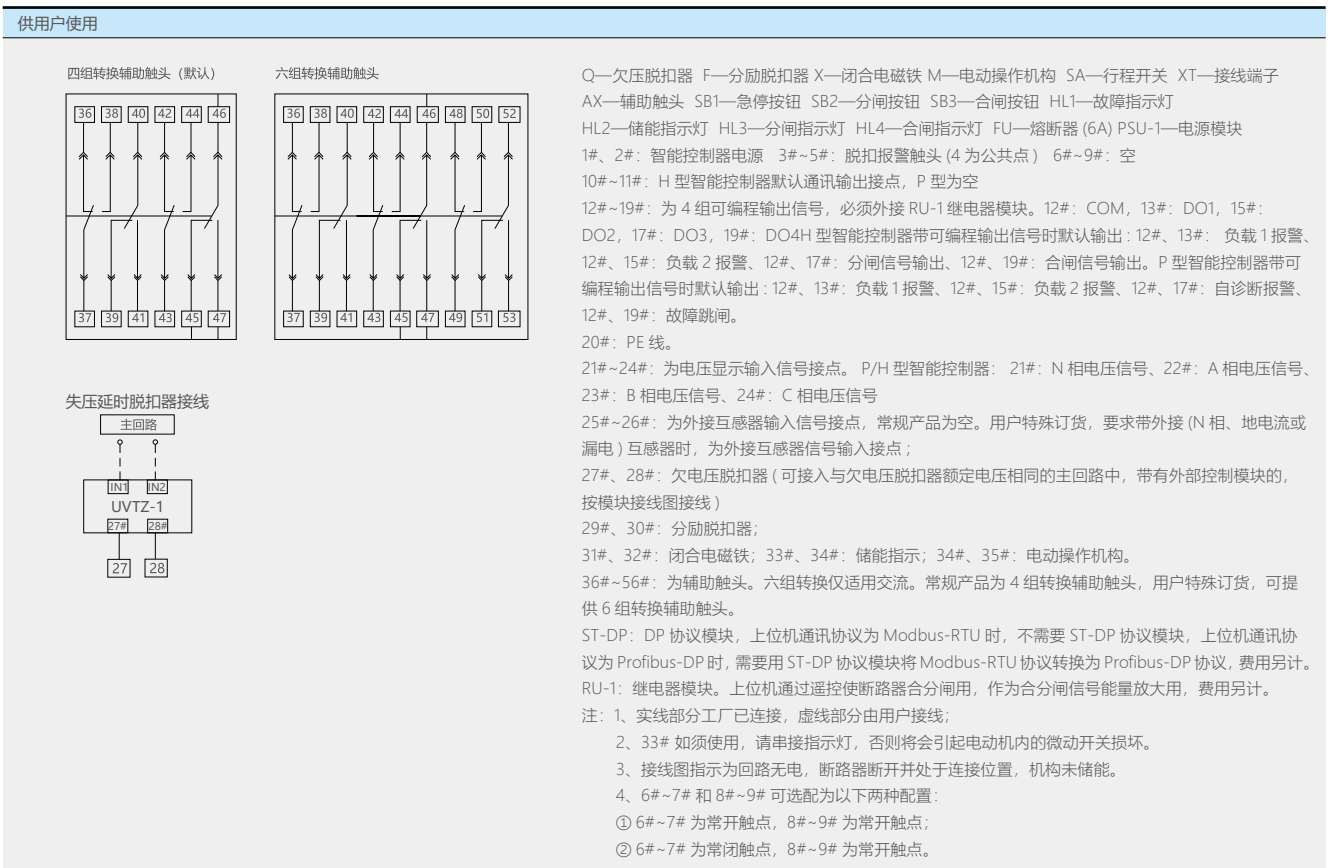 供用户使用
四组转换辅助触头（默认）
六组转换辅助触头
36 38 40 42 44 46
36 38 40 42 44 46 48 50 52
37 39 41 43 45 47
37 39 41 43 45 47 49 51 53
失压延时脱扣器接线
主回路
IN1 IN2
UVTZ-1
27# 28#
27 28
Q—欠压脱扣器 F—分励脱扣器 X—闭合电磁铁 M—电动操作机构 SA—行程开关 XT—接线端子
AX—辅助触头 SB1—急停按钮 SB2—分闸按钮 SB3—合闸按钮 HL1—故障指示灯
HL2—储能指示灯 HL3—分闸指示灯 HL4—合闸指示灯 FU—熔断器 (6A) PSU-1—电源模块
1#、2#：智能控制器电源 3#~5#：脱扣报警触头 (4 为公共点 ) 6#~9#：空
10#~11#：H 型智能控制器默认通讯输出接点，P 型为空
12#~19#：为 4 组可编程输出信号，必须外接 RU-1 继电器模块。12#：COM，13#：DO1，15#：
DO2，17#：DO3，19#：DO4H 型智能控制器带可编程输出信号时默认输出 : 12#、13#： 负载 1 报警、
12#、15#：负载 2 报警、12#、17#：分闸信号输出、12#、19#：合闸信号输出。P 型智能控制器带可
编程输出信号时默认输出 : 12#、13#：负载 1 报警、12#、15#：负载 2 报警、12#、17#：自诊断报警、
12#、19#：故障跳闸。
20#：PE 线。
21#~24#：为电压显示输入信号接点。 P/H 型智能控制器： 21#：N 相电压信号、22#：A 相电压信号、
23#：B 相电压信号、24#：C 相电压信号
25#~26#：为外接互感器输入信号接点，常规产品为空。用户特殊订货，要求带外接 (N 相、地电流或
漏电 ) 互感器时，为外接互感器信号输入接点 ;
27#、28#：欠电压脱扣器 ( 可接入与欠电压脱扣器额定电压相同的主回路中，带有外部控制模块的，
按模块接线图接线 )
29#、30#：分励脱扣器；
31#、32#：闭合电磁铁；33#、34#：储能指示；34#、35#：电动操作机构。
36#~56#：为辅助触头。六组转换仅适用交流。常规产品为 4 组转换辅助触头，用户特殊订货，可提
供 6 组转换辅助触头。
ST-DP：DP 协议模块，上位机通讯协议为 Modbus-RTU 时，不需要 ST-DP 协议模块，上位机通讯协
议为 Profibus-DP 时，需要用 ST-DP 协议模块将 Modbus-RTU 协议转换为 Profibus-DP 协议，费用另计。
RU-1：继电器模块。上位机通过遥控使断路器合分闸用，作为合分闸信号能量放大用，费用另计。
注：1、实线部分工厂已连接，虚线部分由用户接线；
2、33# 如须使用，请串接指示灯，否则将会引起电动机内的微动开关损坏。
3、接线图指示为回路无电，断路器断开并处于连接位置，机构未储能。
4、6#~7# 和 8#~9# 可选配为以下两种配置：
① 6#~7# 为常开触点，8#~9# 为常开触点；
② 6#~7# 为常闭触点，8#~9# 为常开触点。